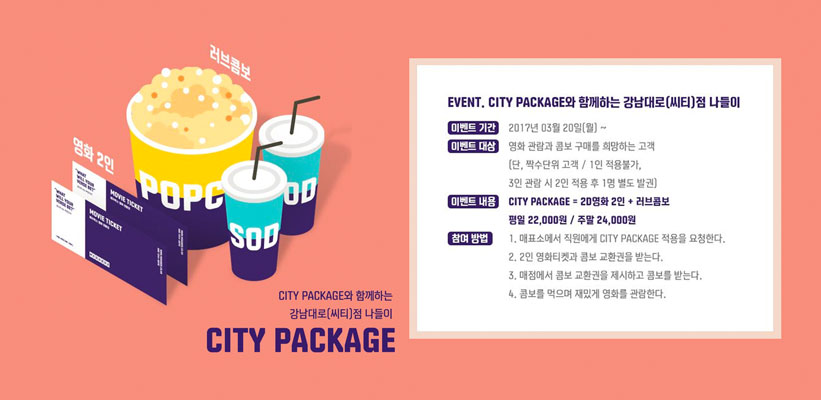 러브콤보
영화 2인
POPC
SOD
SOD
MOVIE TICKET
MOVIE TICKET
CITY PACKAGE와 함께하는
강남대로(씨티)점 나들이
CITY PACKAGE
EVENT. CITY PACKAGE와 함께하는 강남대로(씨티)점 나들이
이벤트 기간 2017년 03월 20일(월) ~
이벤트 대상 영화 관람과 콤보 구매를 희망하는 고객
(단, 짝수단위 고객 / 1인 적용불가,
3인 관람 시 2인 적용 후 1명 별도 발권)
이벤트 내용 CITY PACKAGE = 2D영화 2인 + 러브콤보
평일 22,000원 / 주말 24,000원
참여 방법 1. 매표소에서 직원에게 CITY PACKAGE 적용을 요청한다.
2. 2인 영화티켓과 콤보 교환권을 받는다.
3. 매점에서 콤보 교환권을 제시하고 콤보를 받는다.
4. 콤보를 먹으며 재밌게 영화를 관람한다.